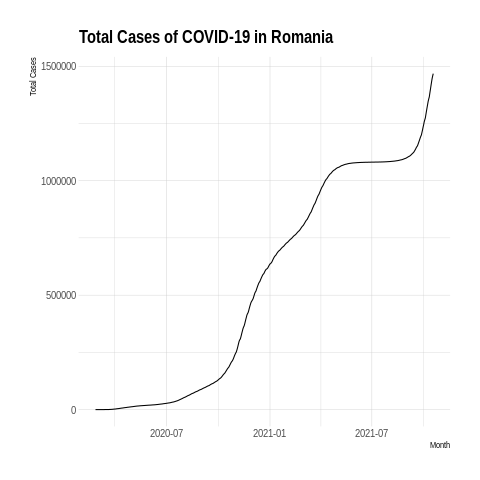 Total Cases of COVID-19 in Romania
Total Cases
1500000
1000000
500000
0
2020-07 2021-01 2021-07
Month